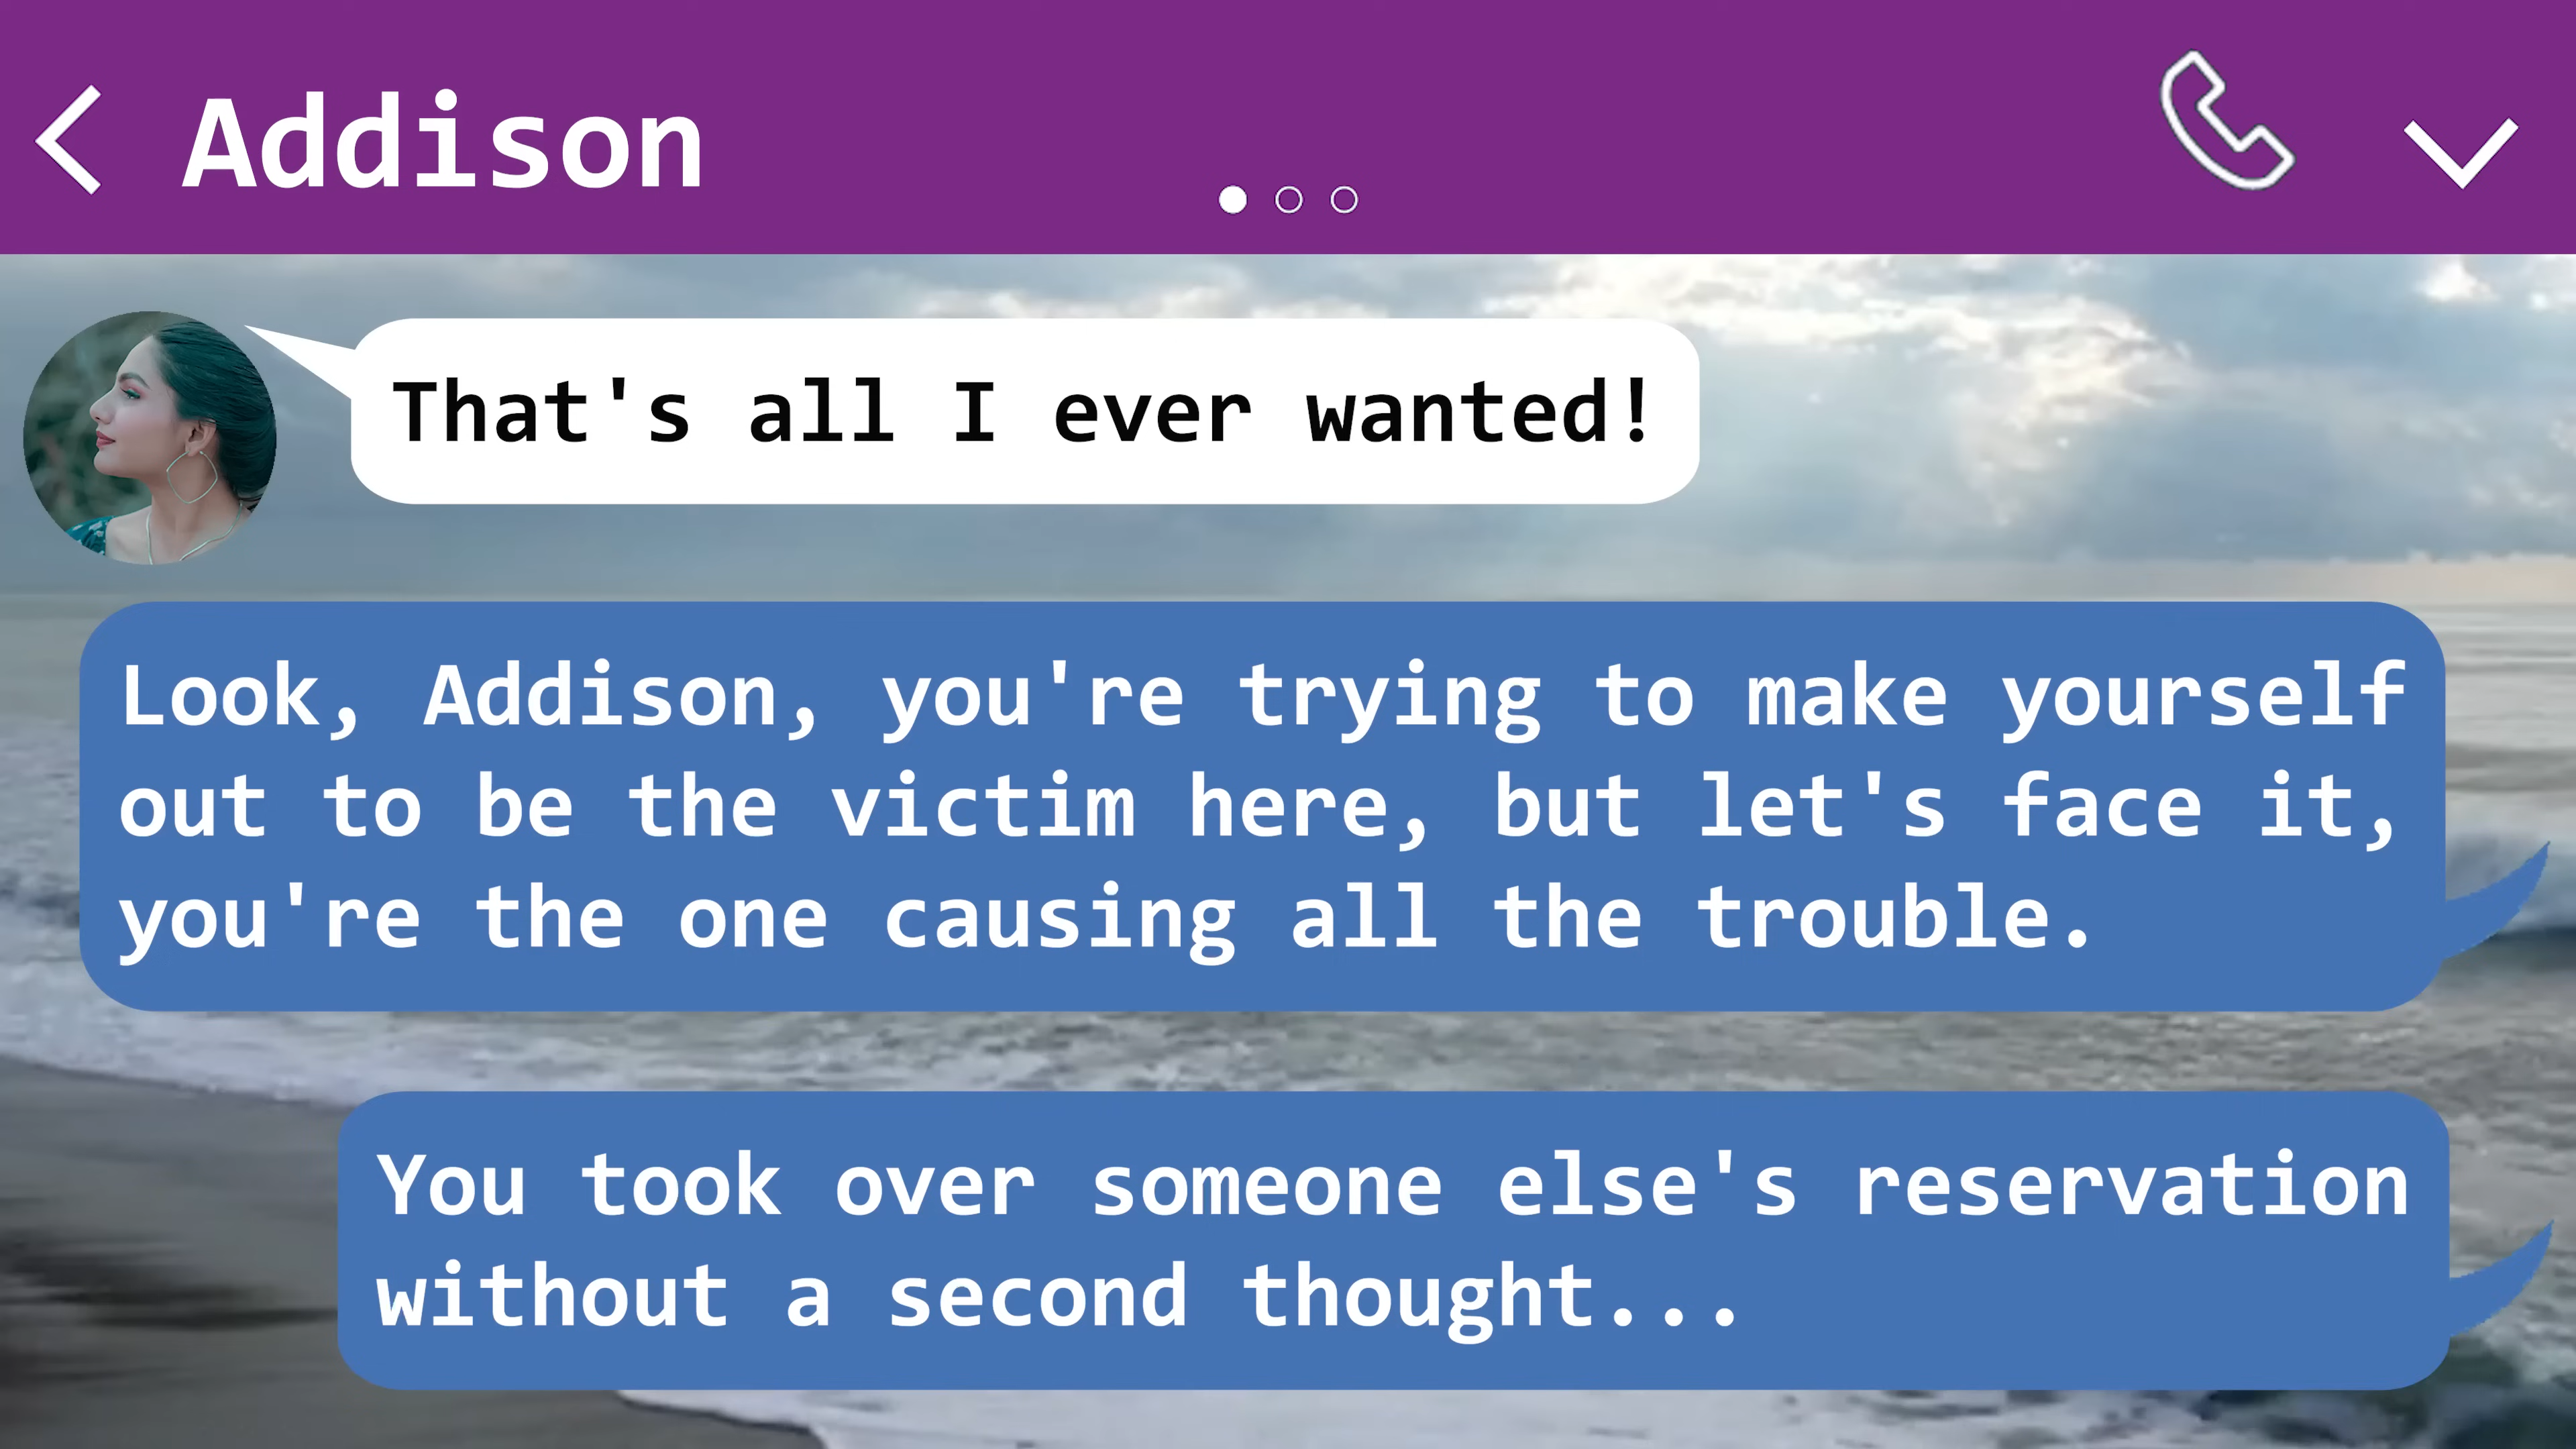 Addison
That's all I ever wanted!
Look, Addison, you're trying to make yourself
out to be the victim here, but let's face it,
you're the one causing all the trouble.
You took over someone else's reservation
without a second thought...